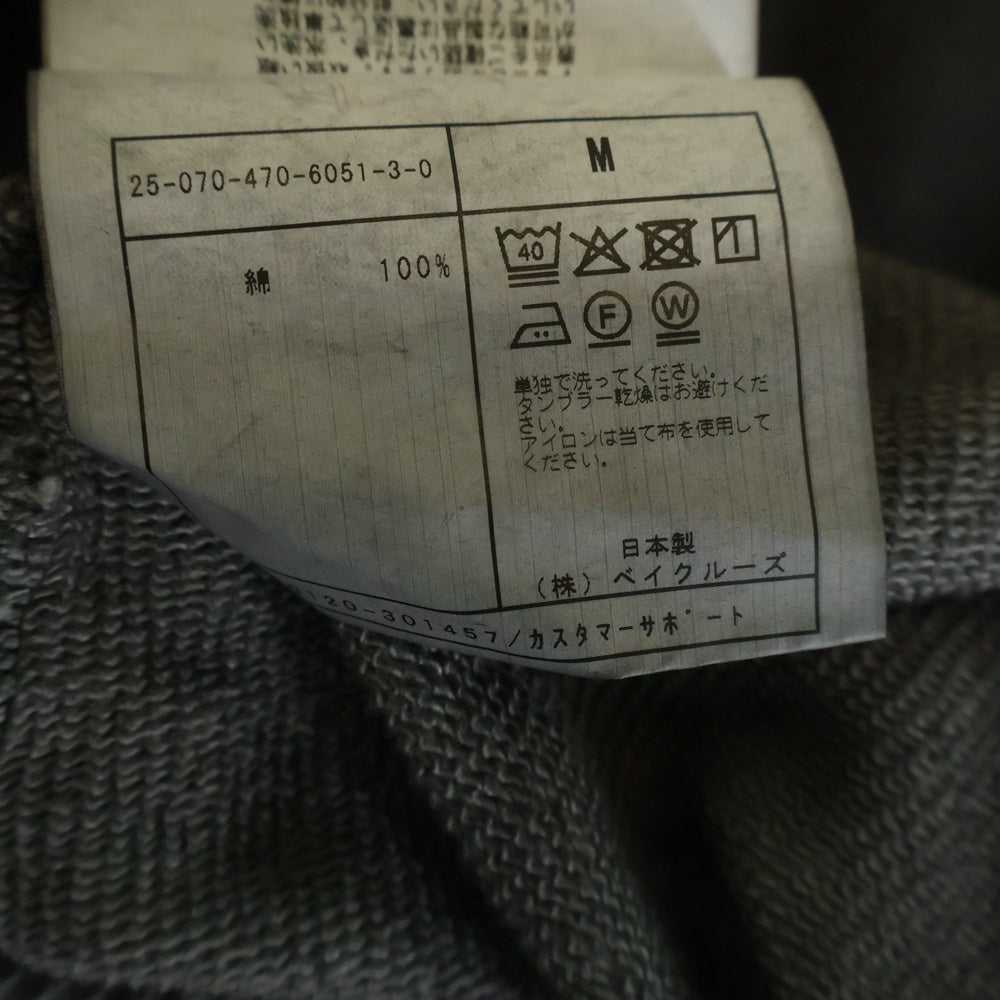 25-070-470-6051-3-0
M
綿 100%
40
F W
単独で洗ってください。
タンブラー乾燥はお避けくだ
さい。
アイロンは当て布を使用して
ください。
日本製
(株) ベイクルーズ
120-301457/カスタマーサポート